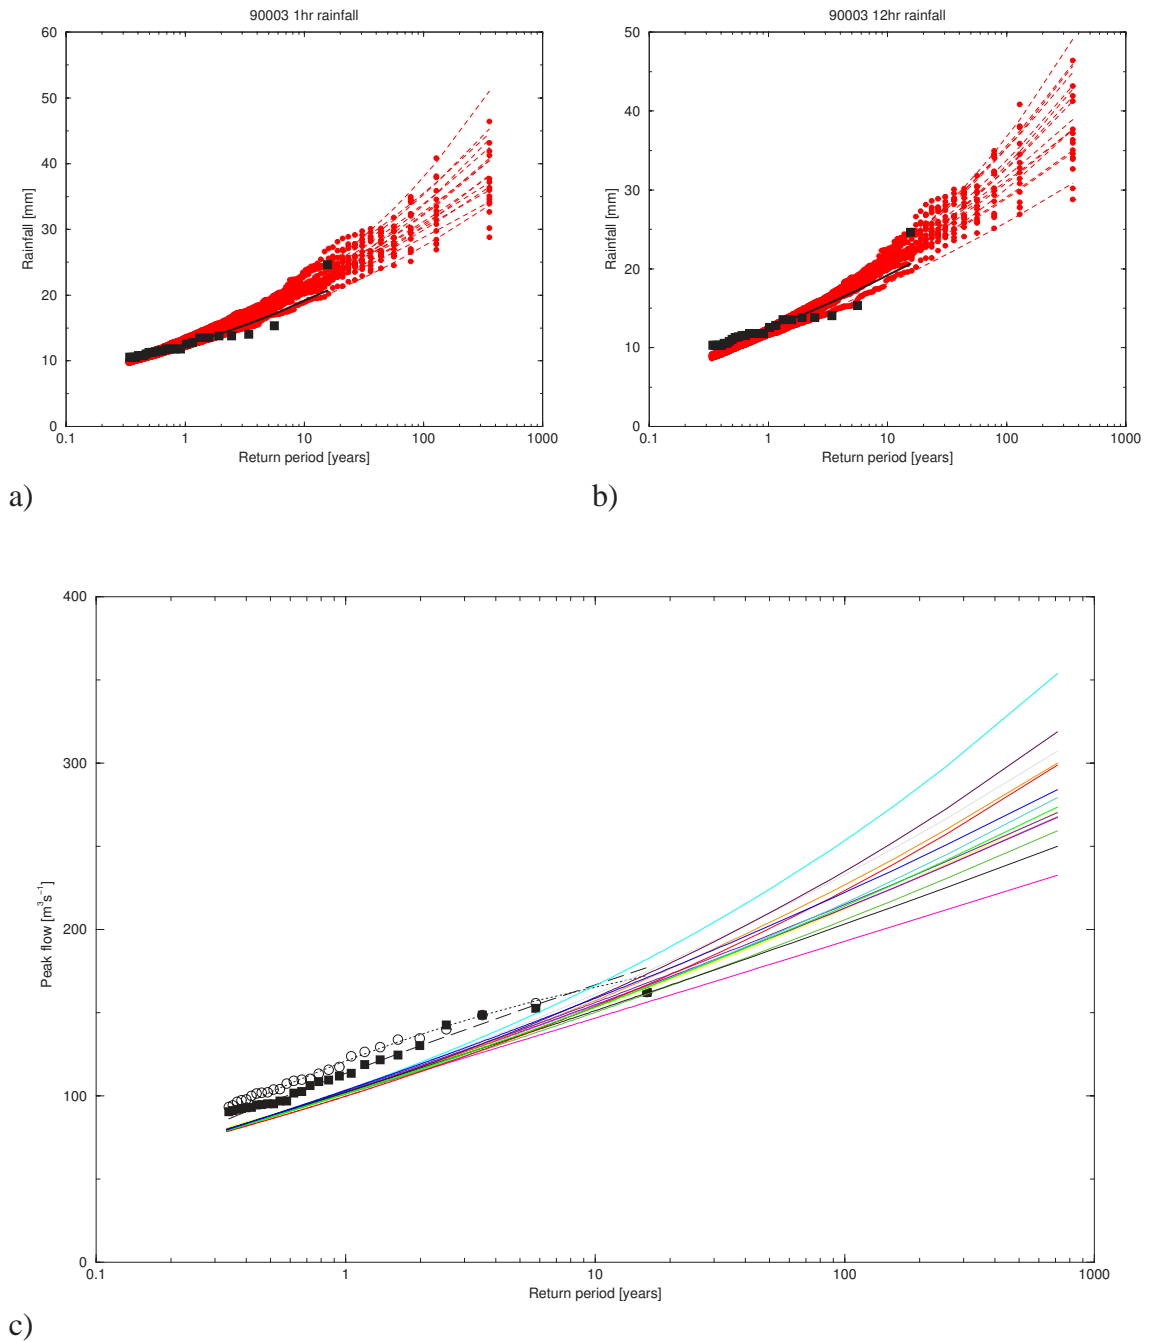 90003 1hr rainfall
60
50
40
30
20
10
0
Rainfall [mm]
0.1 1 10 100 1000
Return period [years]
a)
90003 12hr rainfall
50
40
30
20
10
0
Rainfall [mm]
0.1 1 10 100 1000
Return period [years]
b)
400
300
200
100
0
Peak flow [m³s⁻¹]
0.1 1 10 100 1000
Return period [years]
c)